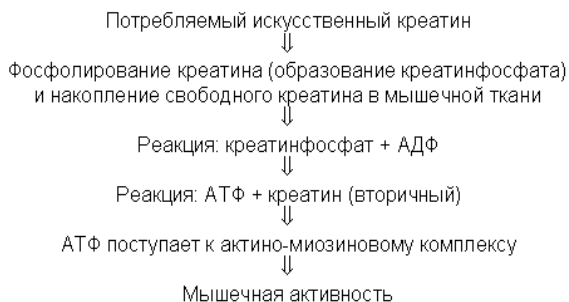 Потребляемый искусственный креатин
⇓
Фосфолирование креатина (образование креатинфосфата)
и накопление свободного креатина в мышечной ткани
⇓
Реакция: креатинфосфат + АДФ
⇓
Реакция: АТФ + креатин (вторичный)
⇓
АТФ поступает к актино-миозиновому комплексу
⇓
Мышечная активность